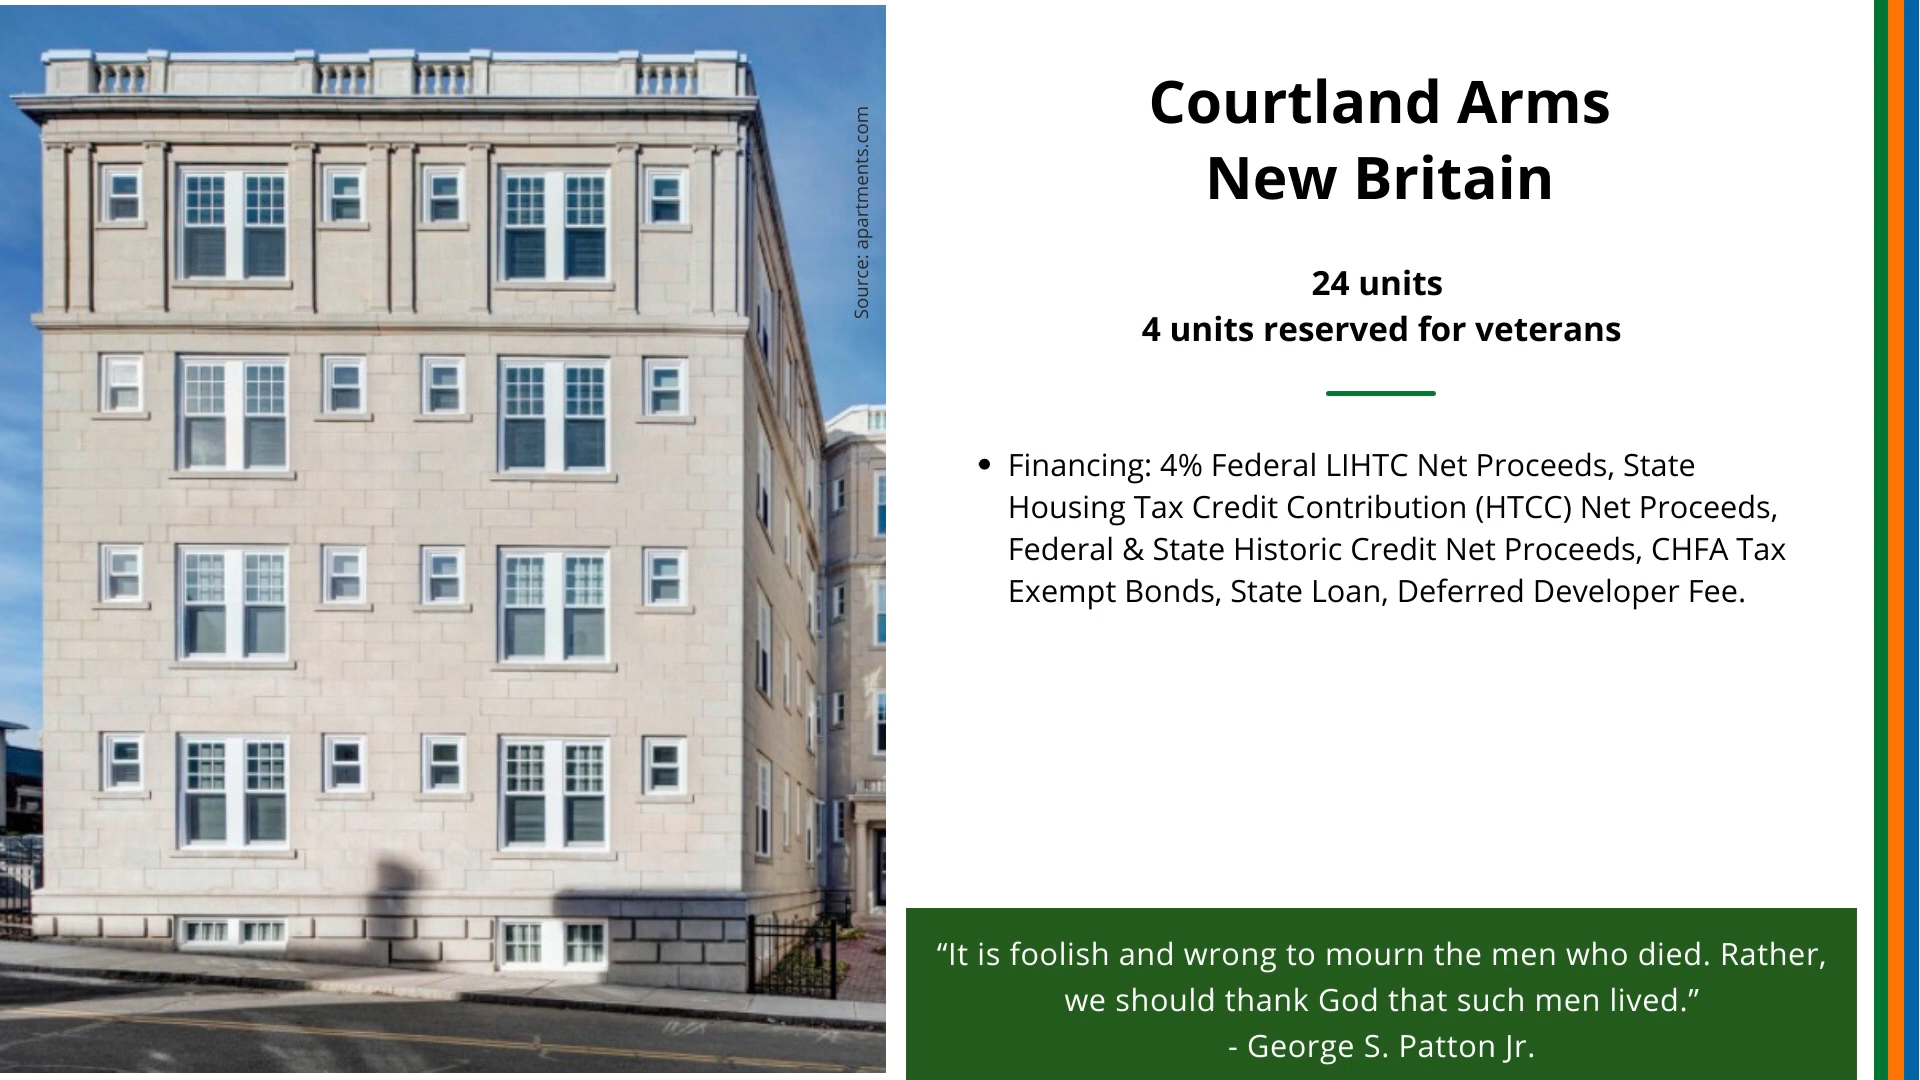 Source: apartments.com
Courtland Arms
New Britain
24 units
4 units reserved for veterans
• Financing: 4% Federal LIHTC Net Proceeds, State
Housing Tax Credit Contribution (HTCC) Net Proceeds,
Federal & State Historic Credit Net Proceeds, CHFA Tax
Exempt Bonds, State Loan, Deferred Developer Fee.
“It is foolish and wrong to mourn the men who died. Rather,
we should thank God that such men lived.”
- George S. Patton Jr.